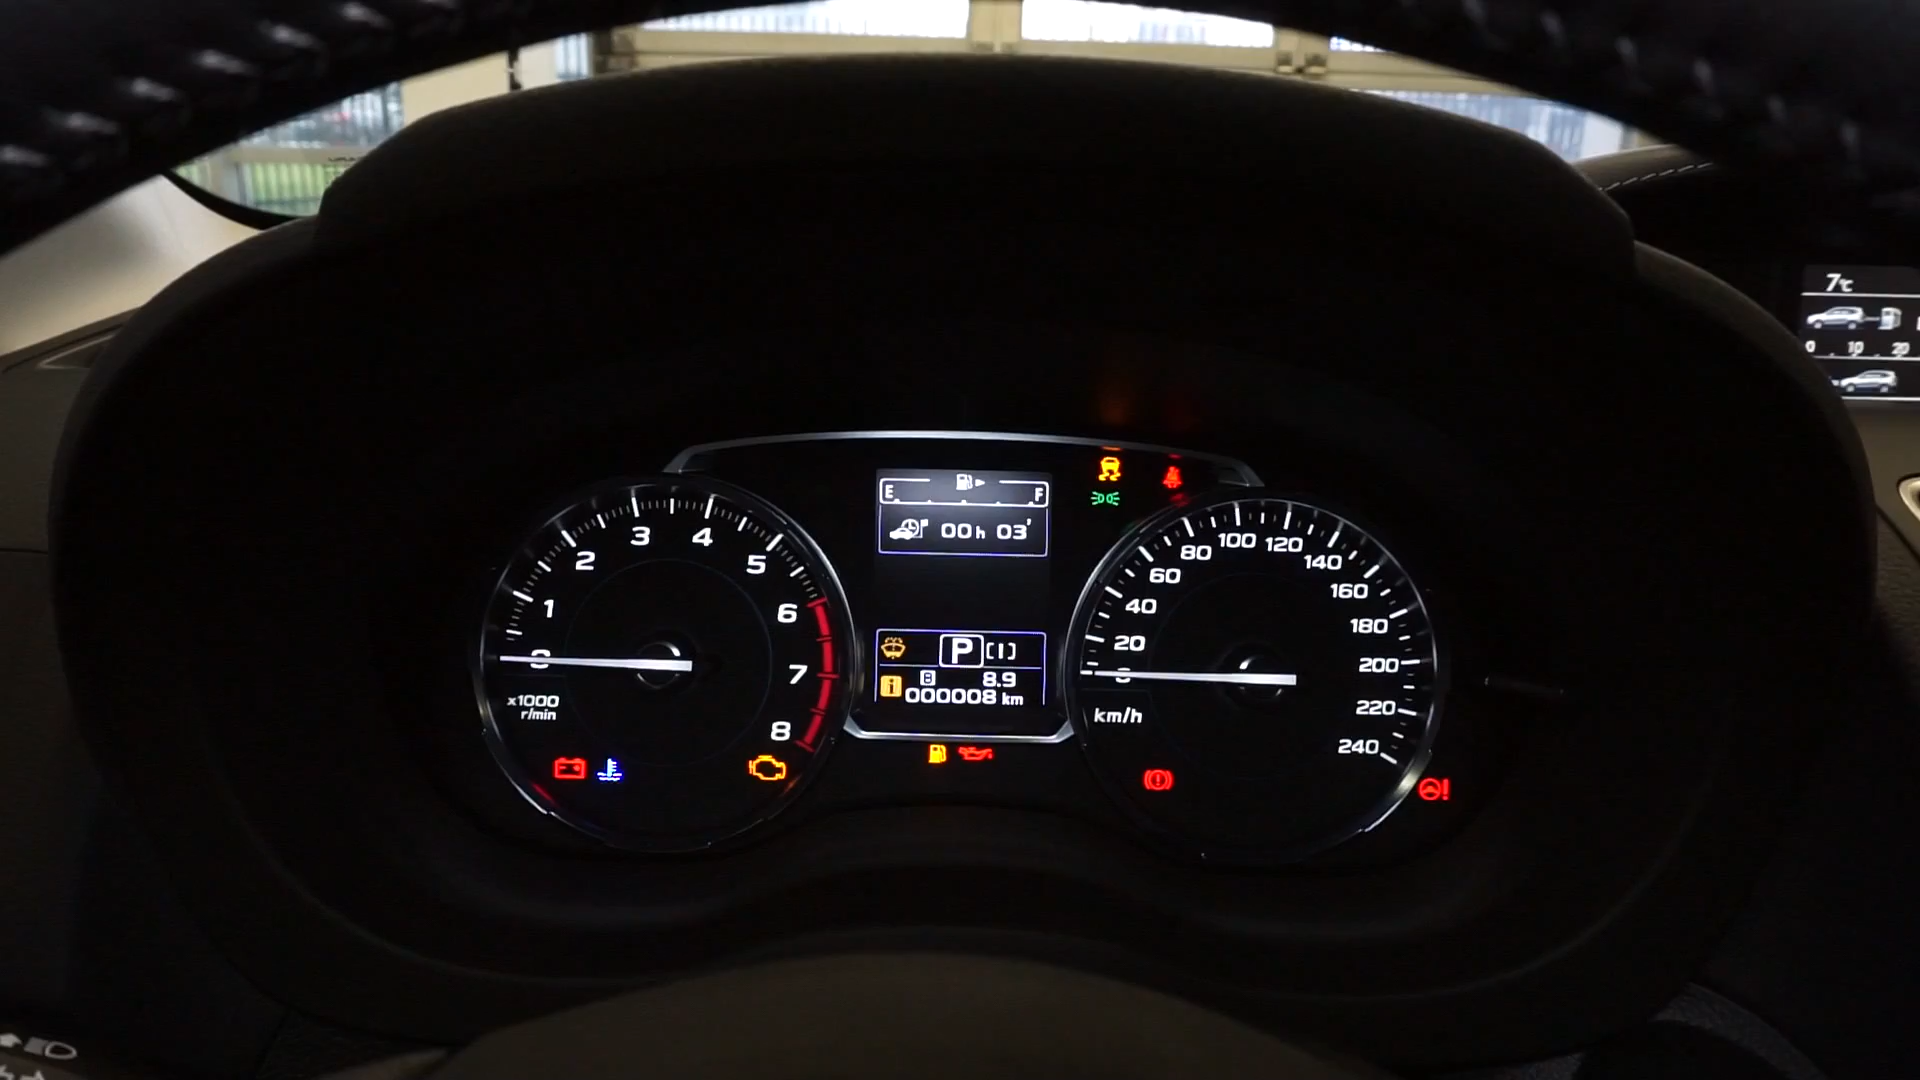 7°C
0 10 20
E F
00h 03'
1 2 3 4 5 6 7 8
x1000
r/min
P [I]
i B 8.9
000008 km
0 20 40 60 80 100 120 140 160 180 200 220 240
km/h